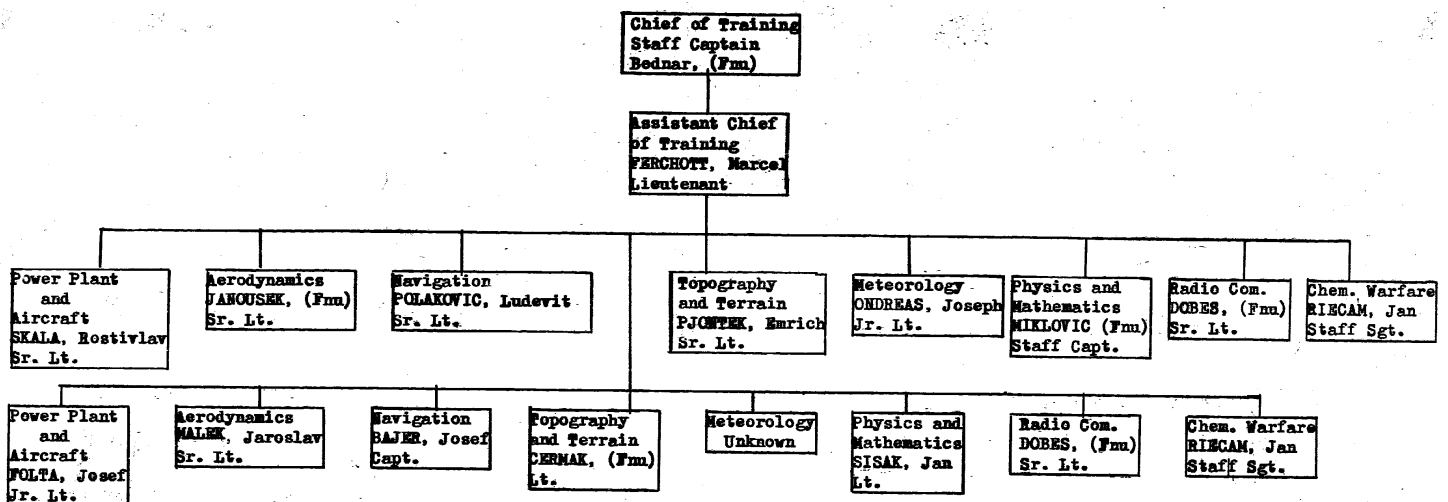 Chief of Training
Staff Captain
Bednar, (Fnu)
Assistant Chief
of Training
FERCHOTT, Marcel
Lieutenant
Power Plant
and
Aircraft
SKALA, Rostivlav
Sr. Lt.
Aerodynamics
JANOUSEK, (Fnu)
Sr. Lt.
Navigation
POLAKOVIC, Ludevit
Sr. Lt.
Topography
and Terrain
PJONTEK, Emrich
Sr. Lt.
Meteorology
ONDREAS, Joseph
Jr. Lt.
Physics and
Mathematics
MIKLOVIC (Fnu)
Staff Capt.
Radio Com.
DOBES, (Fnu)
Sr. Lt.
Chem. Warfare
RIECAM, Jan
Staff Sgt.
Power Plant
and
Aircraft
FOLTA, Josef
Jr. Lt.
Aerodynamics
MALEK, Jaroslav
Sr. Lt.
Navigation
BAJER, Josef
Capt.
Topography
and Terrain
CERMAK, (Fnu)
Lt.
Meteorology
Unknown
Physics and
Mathematics
SISAK, Jan
Lt.
Radio Com.
DOBES, (Fnu)
Sr. Lt.
Chem. Warfare
RIECAM, Jan
Staff Sgt.